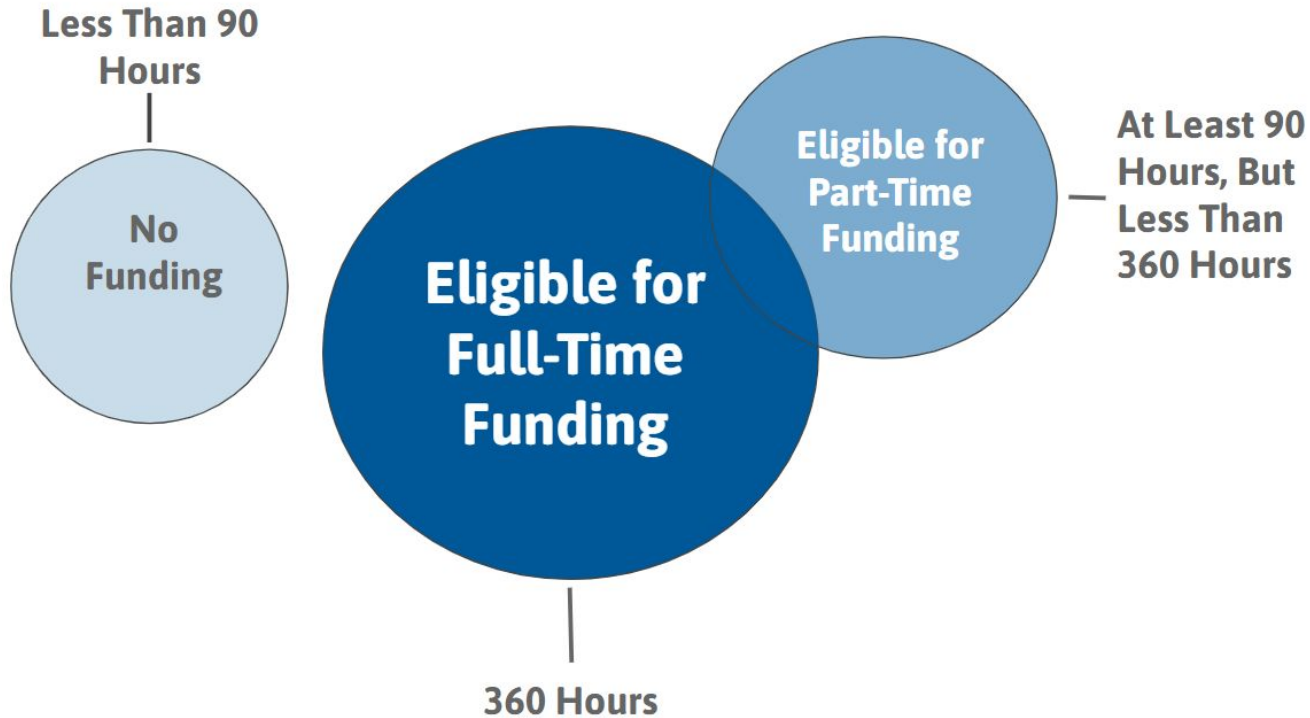 Less Than 90
Hours
No
Funding
Eligible for
Full-Time
Funding
360 Hours
Eligible for
Part-Time
Funding
At Least 90
Hours, But
Less Than
360 Hours